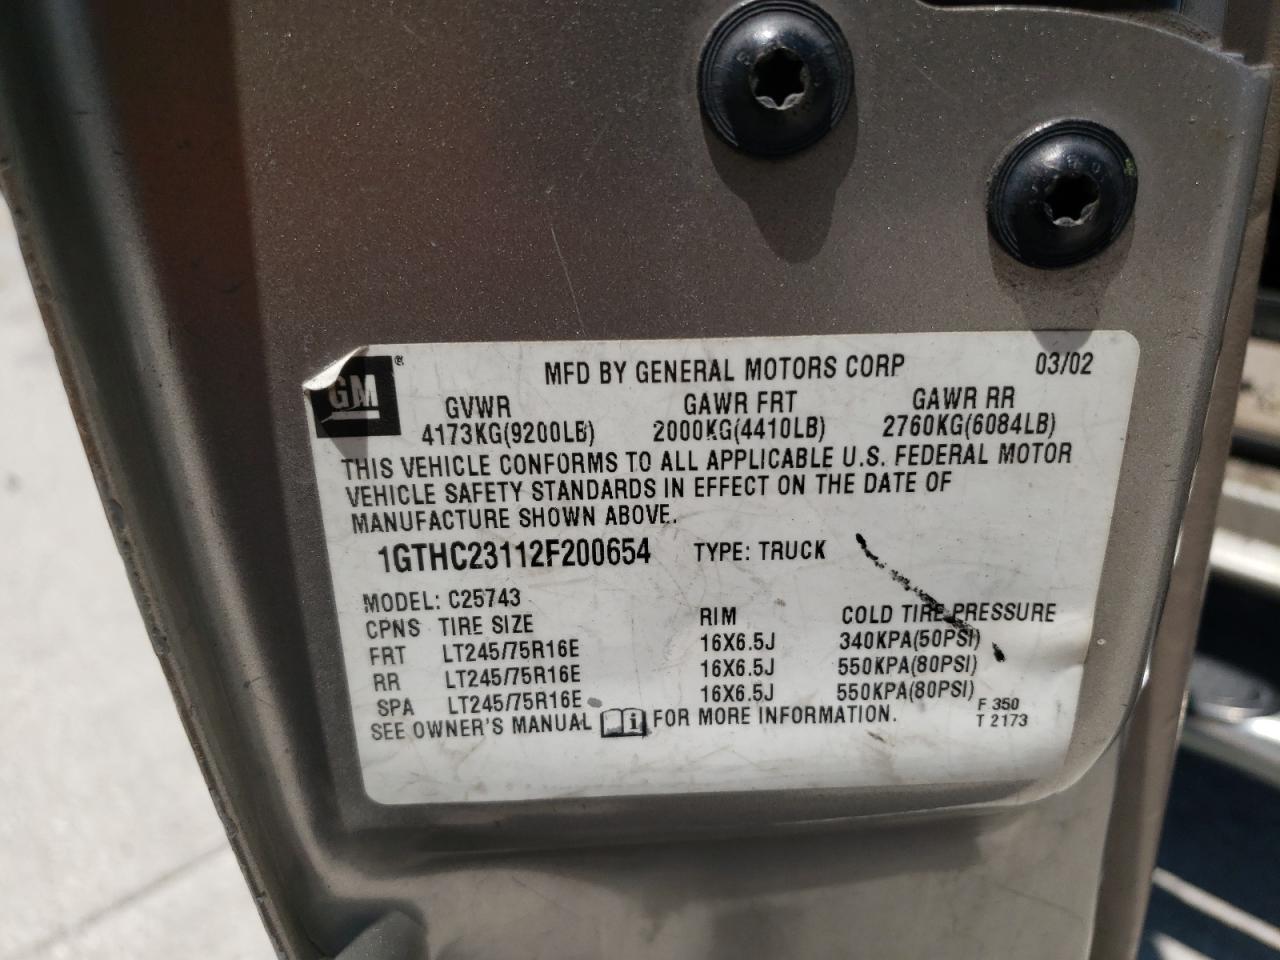 GM®
MFD BY GENERAL MOTORS CORP 03/02
GVWR GAWR FRT GAWR RR
4173KG(9200LB) 2000KG(4410LB) 2760KG(6084LB)
THIS VEHICLE CONFORMS TO ALL APPLICABLE U.S. FEDERAL MOTOR
VEHICLE SAFETY STANDARDS IN EFFECT ON THE DATE OF
MANUFACTURE SHOWN ABOVE.
1GTHC23112F200654 TYPE: TRUCK
MODEL: C25743
CPNS TIRE SIZE RIM COLD TIRE PRESSURE
FRT LT245/75R16E 16X6.5J 340KPA(50PSI)
RR LT245/75R16E 16X6.5J 550KPA(80PSI)
SPA LT245/75R16E 16X6.5J 550KPA(80PSI)
SEE OWNER'S MANUAL i FOR MORE INFORMATION.
F 350
T 2173